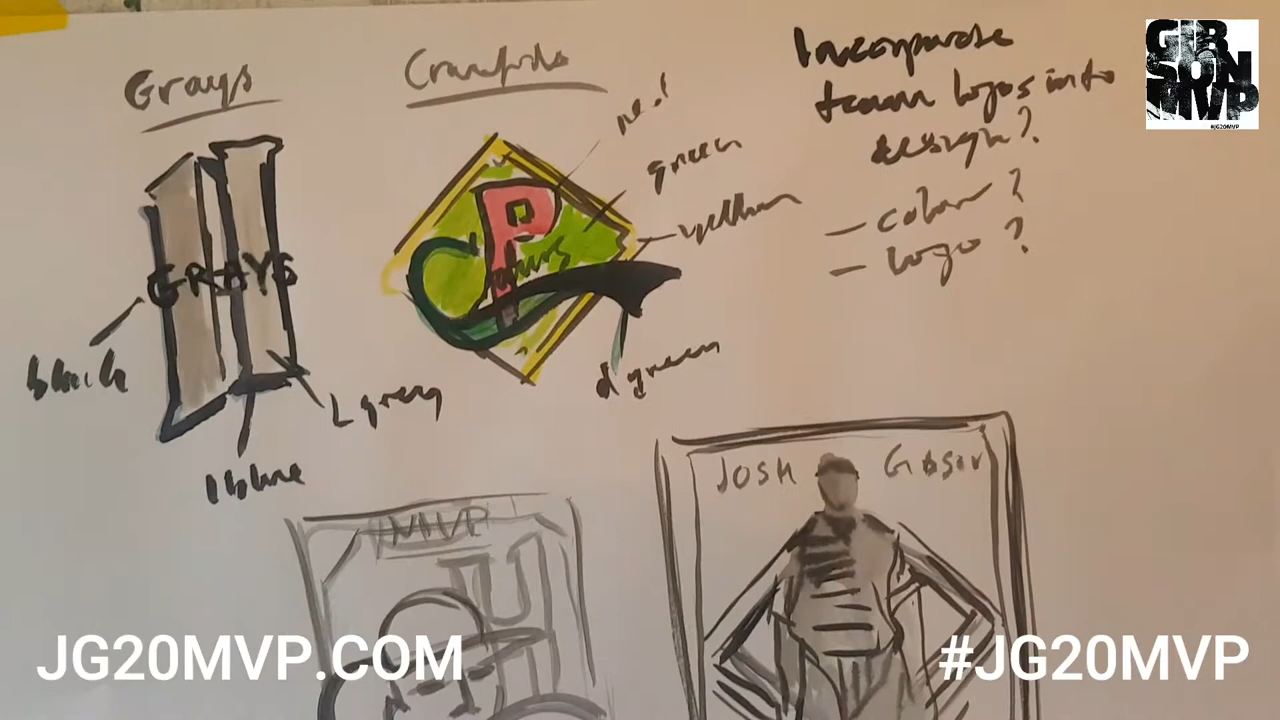 Grays
Crawfords
Incorporate
team logos into
design?
- color?
- logo?
red
green
yellow
d green
GRAYS
P
black
L grey
MVP
JOSH GIBSON
GIB
SON
MVP
#JG20MVP
JG20MVP.COM
#JG20MVP